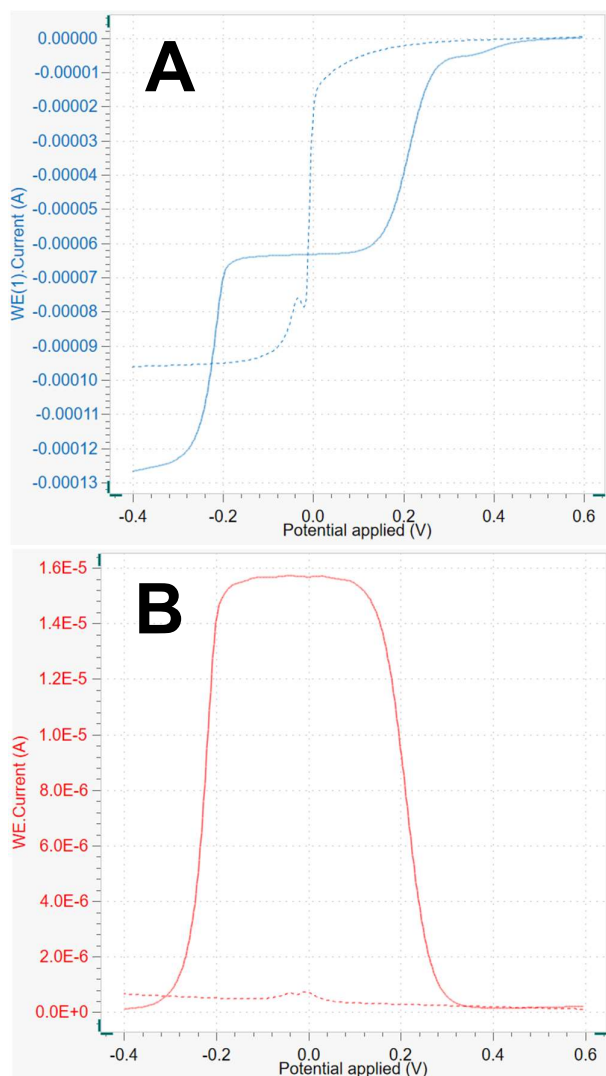 A
0.00000
-0.00001
-0.00002
-0.00003
-0.00004
-0.00005
-0.00006
-0.00007
-0.00008
-0.00009
-0.00010
-0.00011
-0.00012
-0.00013
WE(1).Current (A)
-0.4 -0.2 0.0 0.2 0.4 0.6
Potential applied (V)
B
1.6E-5
1.4E-5
1.2E-5
1.0E-5
8.0E-6
6.0E-6
4.0E-6
2.0E-6
0.0E+0
WE.Current (A)
-0.4 -0.2 0.0 0.2 0.4 0.6
Potential applied (V)